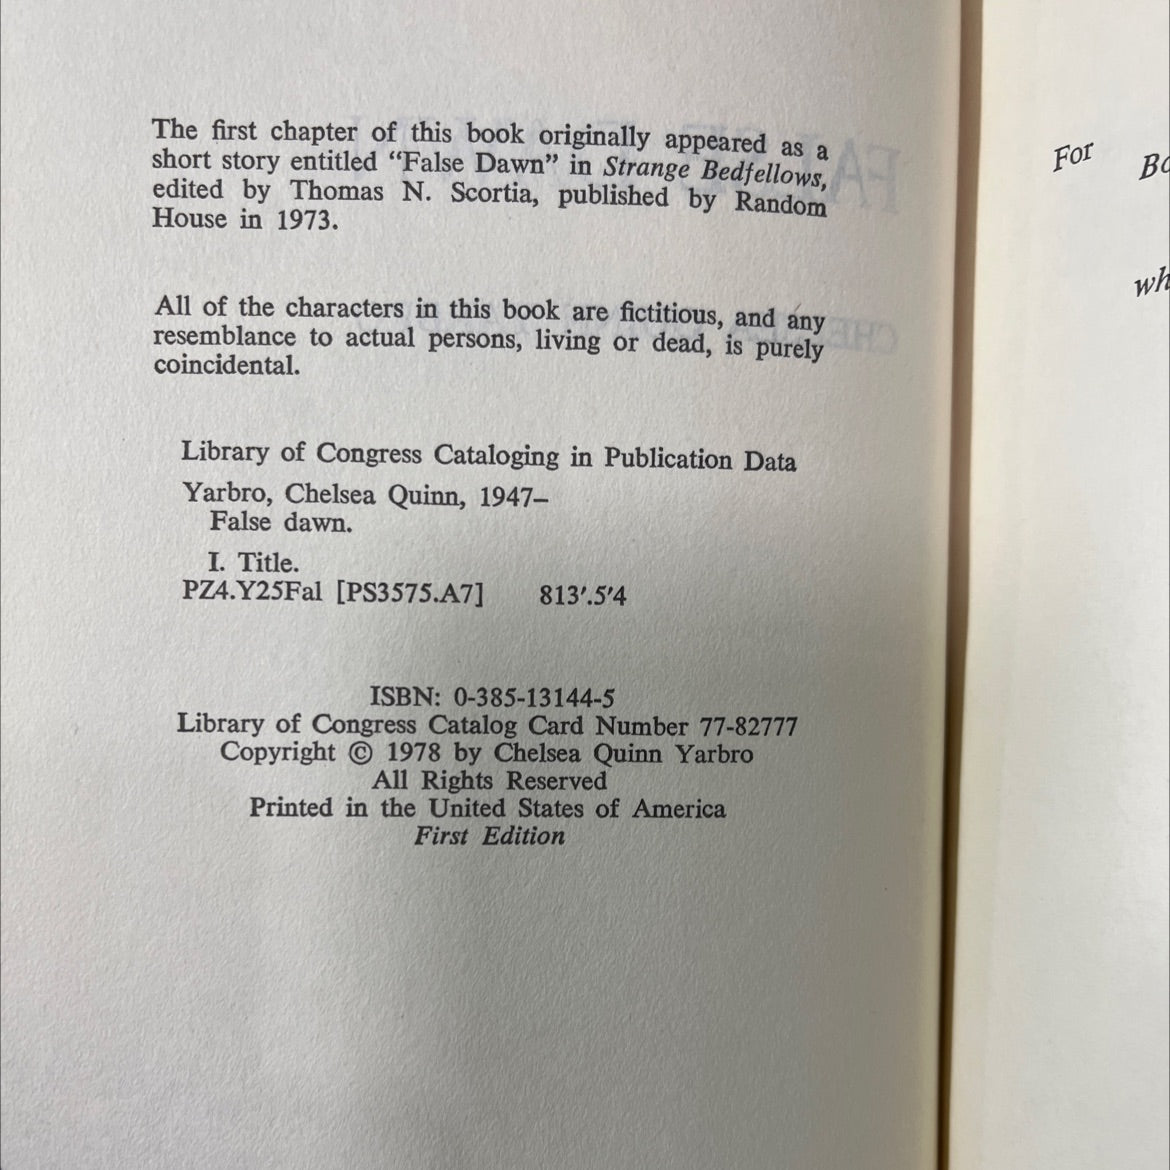 The first chapter of this book originally appeared as a
short story entitled “False Dawn” in Strange Bedfellows,
edited by Thomas N. Scortia, published by Random
House in 1973.
All of the characters in this book are fictitious, and any
resemblance to actual persons, living or dead, is purely
coincidental.
Library of Congress Cataloging in Publication Data
Yarbro, Chelsea Quinn, 1947–
False dawn.
I. Title.
PZ4.Y25Fal [PS3575.A7] 813′.5′4
ISBN: 0-385-13144-5
Library of Congress Catalog Card Number 77-82777
Copyright © 1978 by Chelsea Quinn Yarbro
All Rights Reserved
Printed in the United States of America
First Edition
For